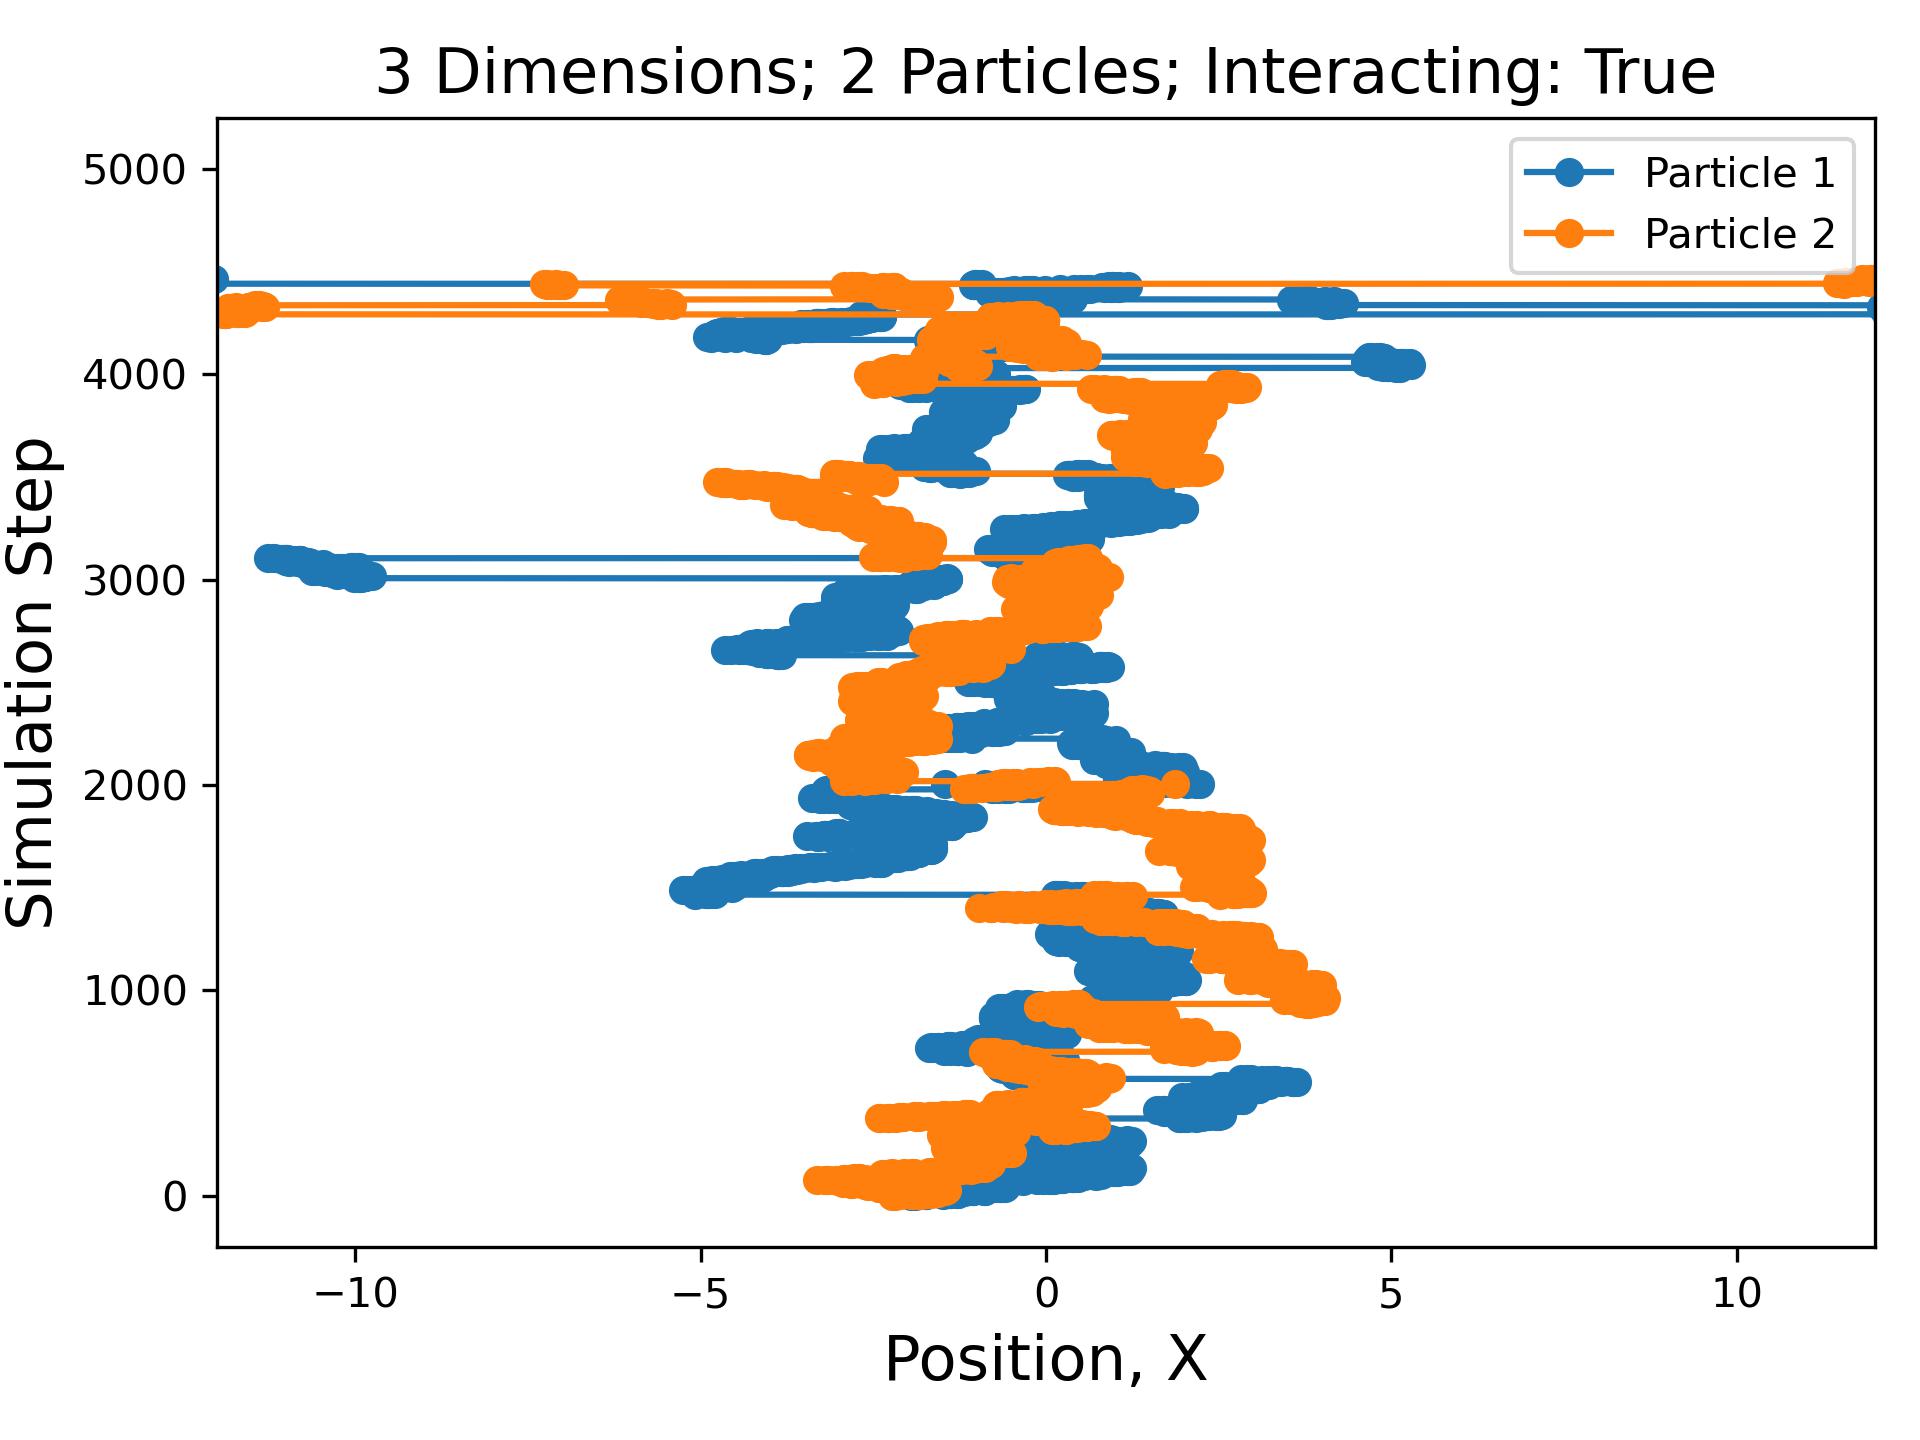 3 Dimensions; 2 Particles; Interacting: True
Particle 1
Particle 2
Simulation Step
5000
4000
3000
2000
1000
0
−10
−5
0
5
10
Position, X